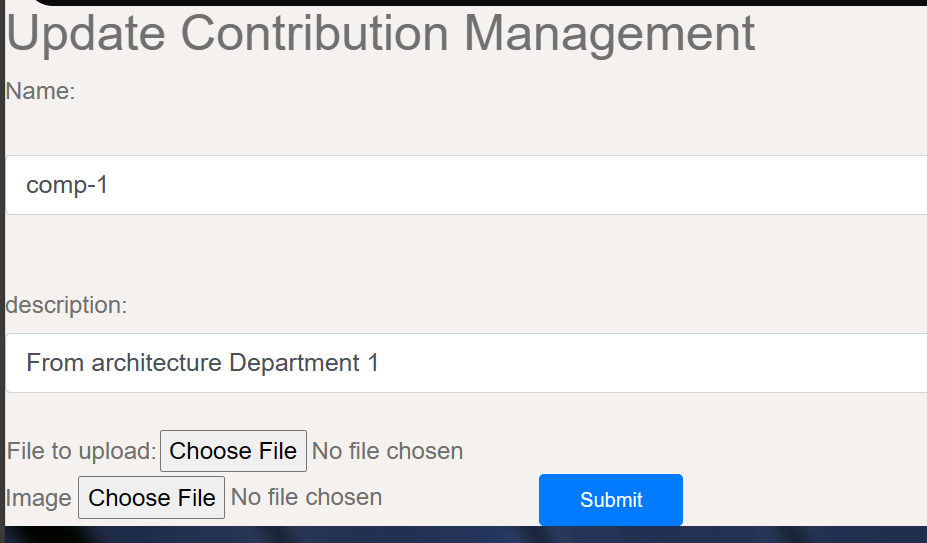 Update Contribution Management
Name:
comp-1
description:
From architecture Department 1
File to upload: Choose File No file chosen
Image Choose File No file chosen
Submit